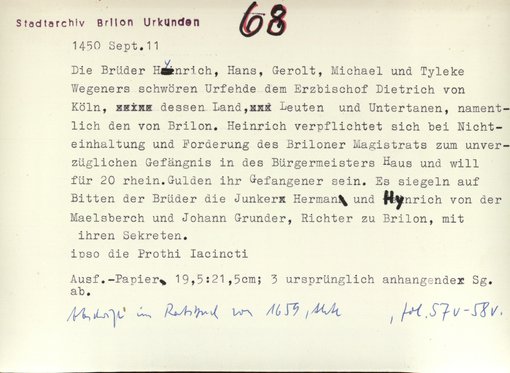 Stadtarchiv Brilon Urkunden
68
1450 Sept.11
Die Brüder Hynrich, Hans, Gerolt, Michael und Tyleke
Wegeners schwören Urfehde dem Erzbischof Dietrich von
Köln, dessen Land, Leuten und Untertanen, nament-
lich den von Brilon. Heinrich verpflichtet sich bei Nicht-
einhaltung und Forderung des Briloner Magistrats zum unver-
züglichen Gefängnis in des Bürgermeisters Haus und will
für 20 rhein.Gulden ihr Gefangener sein. Es siegeln auf
Bitten der Brüder die Junker Herman und Hynrich von der
Maelsberch und Johann Grunder, Richter zu Brilon, mit
ihren Sekreten.
ipso die Prothi Iacincti
Ausf.-Papier, 19,5:21,5cm; 3 ursprünglich anhangender Sg.
ab.
Abschrift im Ratsbuch von 1659, , fol. 57v-58v.